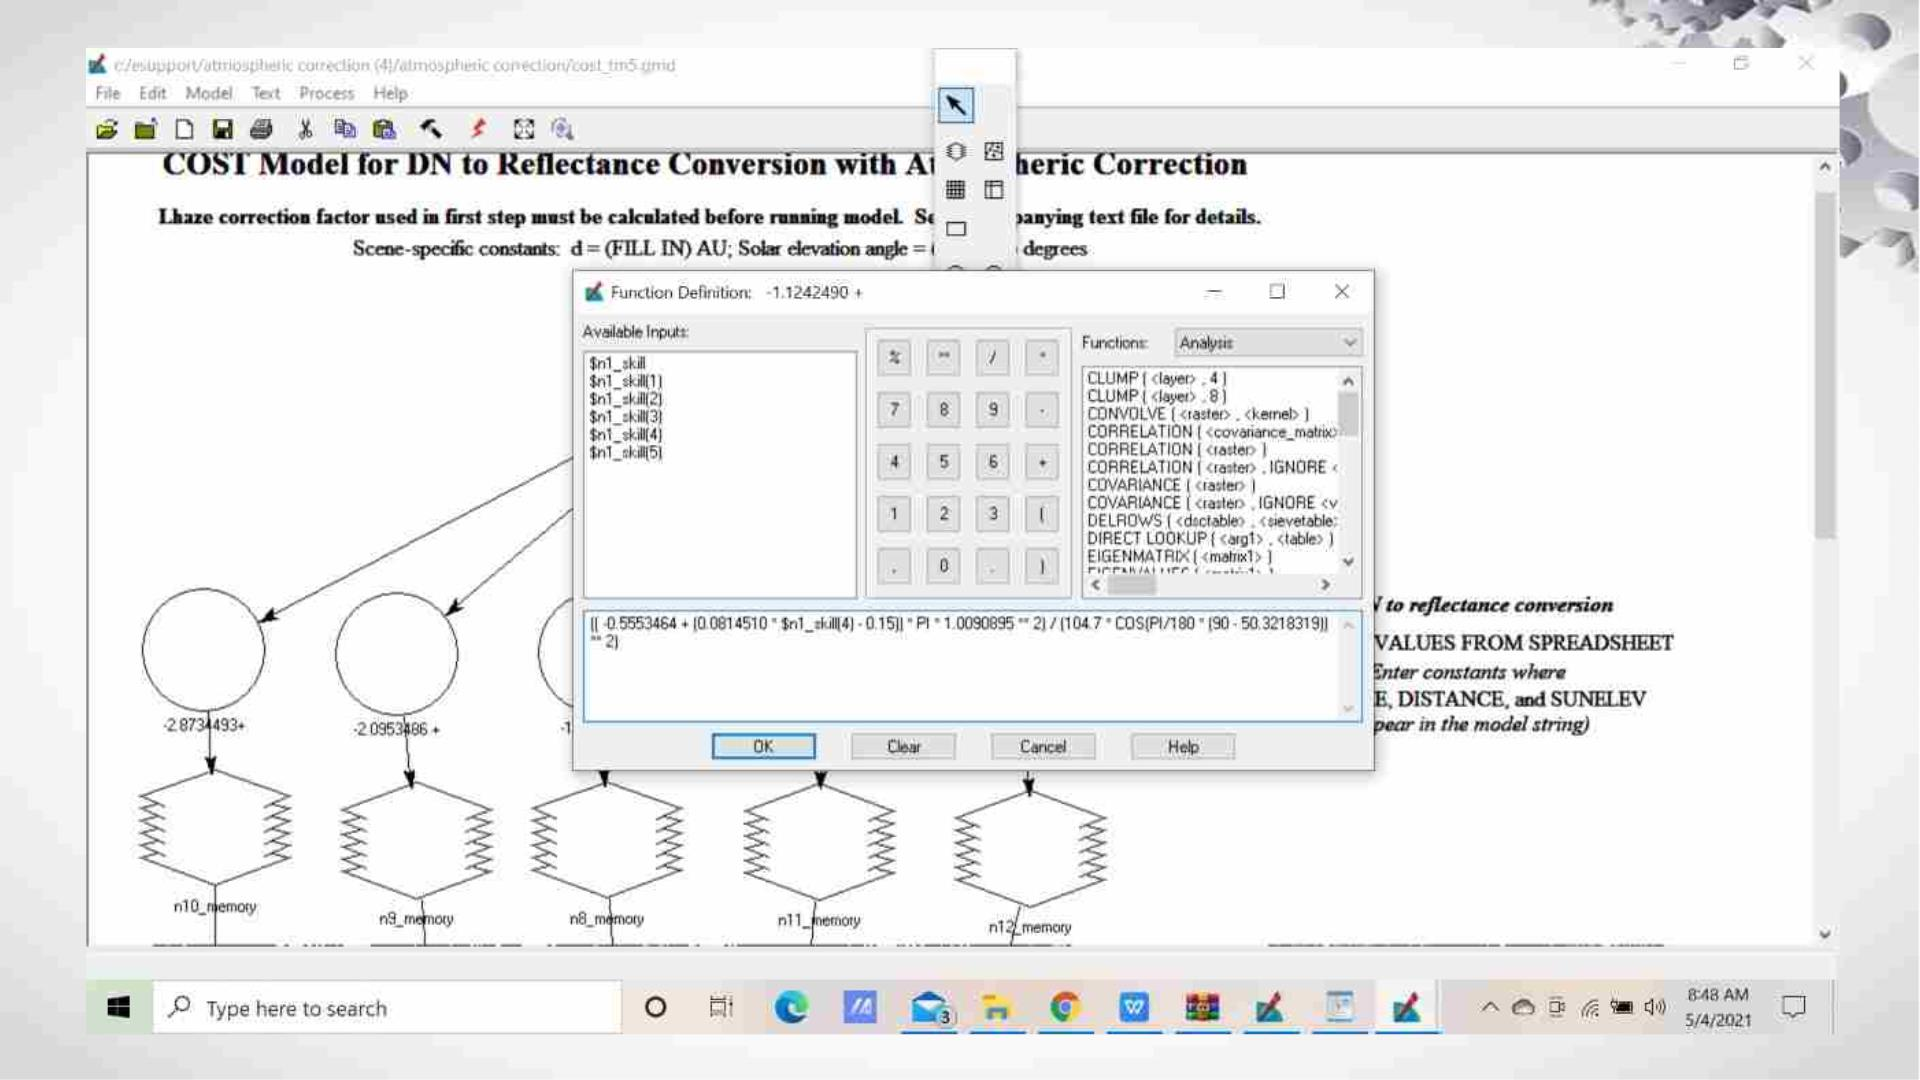 c:/esupport/atmospheric correction (4)/atmospheric correction/cost_tm5.gmd
File Edit Model Text Process Help
COST Model for DN to Reflectance Conversion with At heric Correction
Lhaze correction factor used in first step must be calculated before running model. Se panying text file for details.
Scene-specific constants: d = (FILL IN) AU; Solar elevation angle = ( degrees
Function Definition: -1.1242490 +
Available Inputs:
$n1_skill
$n1_skill(1)
$n1_skill(2)
$n1_skill(3)
$n1_skill(4)
$n1_skill(5)
% ** / *
7 8 9 -
4 5 6 +
1 2 3 (
, 0 . )
Functions: Analysis
CLUMP ( <layer> , 4 )
CLUMP ( <layer> , 8 )
CONVOLVE ( <raster> , <kernel> )
CORRELATION ( <covariance_matrix>
CORRELATION ( <raster> )
CORRELATION ( <raster> , IGNORE <
COVARIANCE ( <raster> )
COVARIANCE ( <raster> , IGNORE <v
DELROWS ( <dsctable> , <sievetable>
DIRECT LOOKUP ( <arg1> , <table> )
EIGENMATRIX ( <matrix1> )
EIGENVALUES ( <matrix1> )
(( -0.5553464 + (0.0814510 * $n1_skill(4) - 0.15)) * PI * 1.0090895 ** 2) / (104.7 * COS(PI/180 * (90 - 50.3218319))
** 2)
OK Clear Cancel Help
N to reflectance conversion
VALUES FROM SPREADSHEET
Enter constants where
E, DISTANCE, and SUNELEV
pear in the model string)
-2.8734493+
-2.0953486 +
-1
n10_memory
n9_memory
n8_memory
n11_memory
n12_memory
Type here to search
3
8:48 AM
5/4/2021